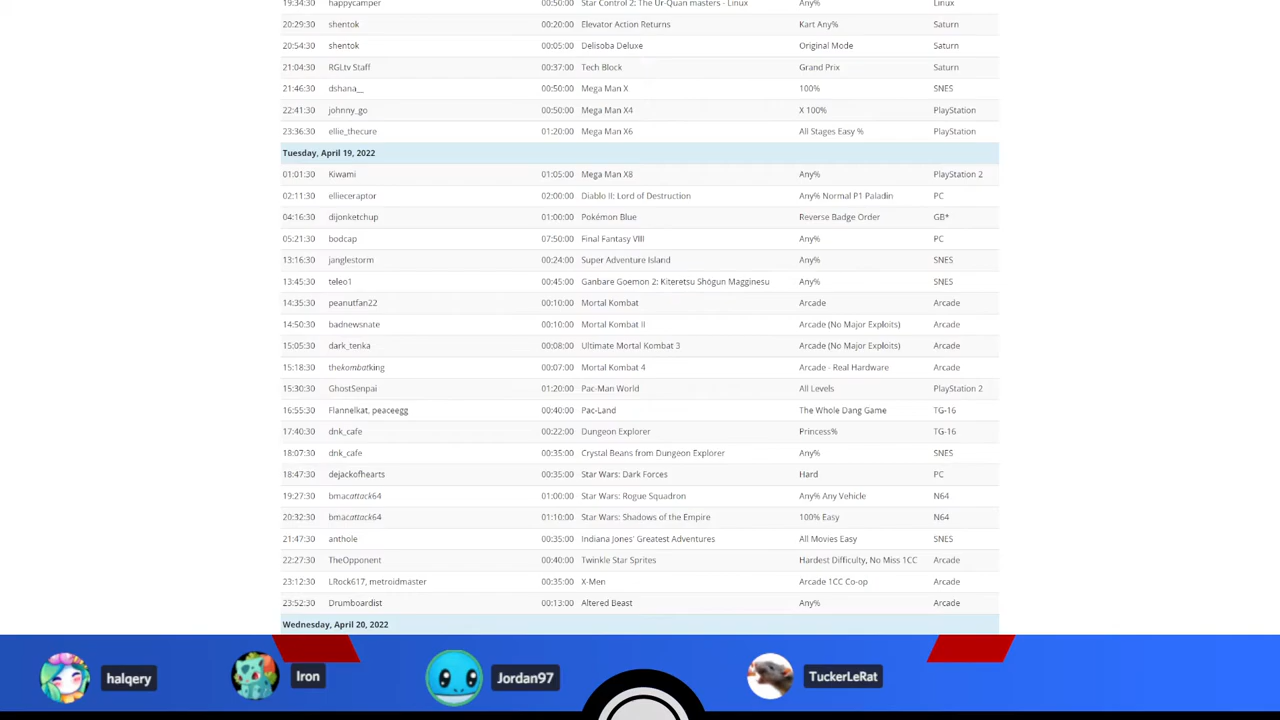 19:34:30 happycamper 00:50:00 Star Control 2: The Ur-Quan masters - Linux Any% Linux
20:29:30 shentok 00:20:00 Elevator Action Returns Kart Any% Saturn
20:54:30 shentok 00:05:00 Delisoba Deluxe Original Mode Saturn
21:04:30 RGLtv Staff 00:37:00 Tech Block Grand Prix Saturn
21:46:30 dshana__ 00:50:00 Mega Man X 100% SNES
22:41:30 johnny_go 00:50:00 Mega Man X4 X 100% PlayStation
23:36:30 ellie_thecure 01:20:00 Mega Man X6 All Stages Easy % PlayStation
Tuesday, April 19, 2022
01:01:30 Kiwami 01:05:00 Mega Man X8 Any% PlayStation 2
02:11:30 ellieceraptor 02:00:00 Diablo II: Lord of Destruction Any% Normal P1 Paladin PC
04:16:30 dijonketchup 01:00:00 Pokémon Blue Reverse Badge Order GB*
05:21:30 bodcap 07:50:00 Final Fantasy VIII Any% PC
13:16:30 janglestorm 00:24:00 Super Adventure Island Any% SNES
13:45:30 teleo1 00:45:00 Ganbare Goemon 2: Kiteretsu Shōgun Magginesu Any% SNES
14:35:30 peanutfan22 00:10:00 Mortal Kombat Arcade Arcade
14:50:30 badnewsnate 00:10:00 Mortal Kombat II Arcade (No Major Exploits) Arcade
15:05:30 dark_tenka 00:08:00 Ultimate Mortal Kombat 3 Arcade (No Major Exploits) Arcade
15:18:30 thekombatking 00:07:00 Mortal Kombat 4 Arcade - Real Hardware Arcade
15:30:30 GhostSenpai 01:20:00 Pac-Man World All Levels PlayStation 2
16:55:30 Flannelkat, peaceegg 00:40:00 Pac-Land The Whole Dang Game TG-16
17:40:30 dnk_cafe 00:22:00 Dungeon Explorer Princess% TG-16
18:07:30 dnk_cafe 00:35:00 Crystal Beans from Dungeon Explorer Any% SNES
18:47:30 dejackofhearts 00:35:00 Star Wars: Dark Forces Hard PC
19:27:30 bmacattack64 01:00:00 Star Wars: Rogue Squadron Any% Any Vehicle N64
20:32:30 bmacattack64 01:10:00 Star Wars: Shadows of the Empire 100% Easy N64
21:47:30 anthole 00:35:00 Indiana Jones' Greatest Adventures All Movies Easy SNES
22:27:30 TheOpponent 00:40:00 Twinkle Star Sprites Hardest Difficulty, No Miss 1CC Arcade
23:12:30 LRock617, metroidmaster 00:35:00 X-Men Arcade 1CC Co-op Arcade
23:52:30 Drumboardist 00:13:00 Altered Beast Any% Arcade
Wednesday, April 20, 2022
halqery Iron Jordan97 TuckerLeRat